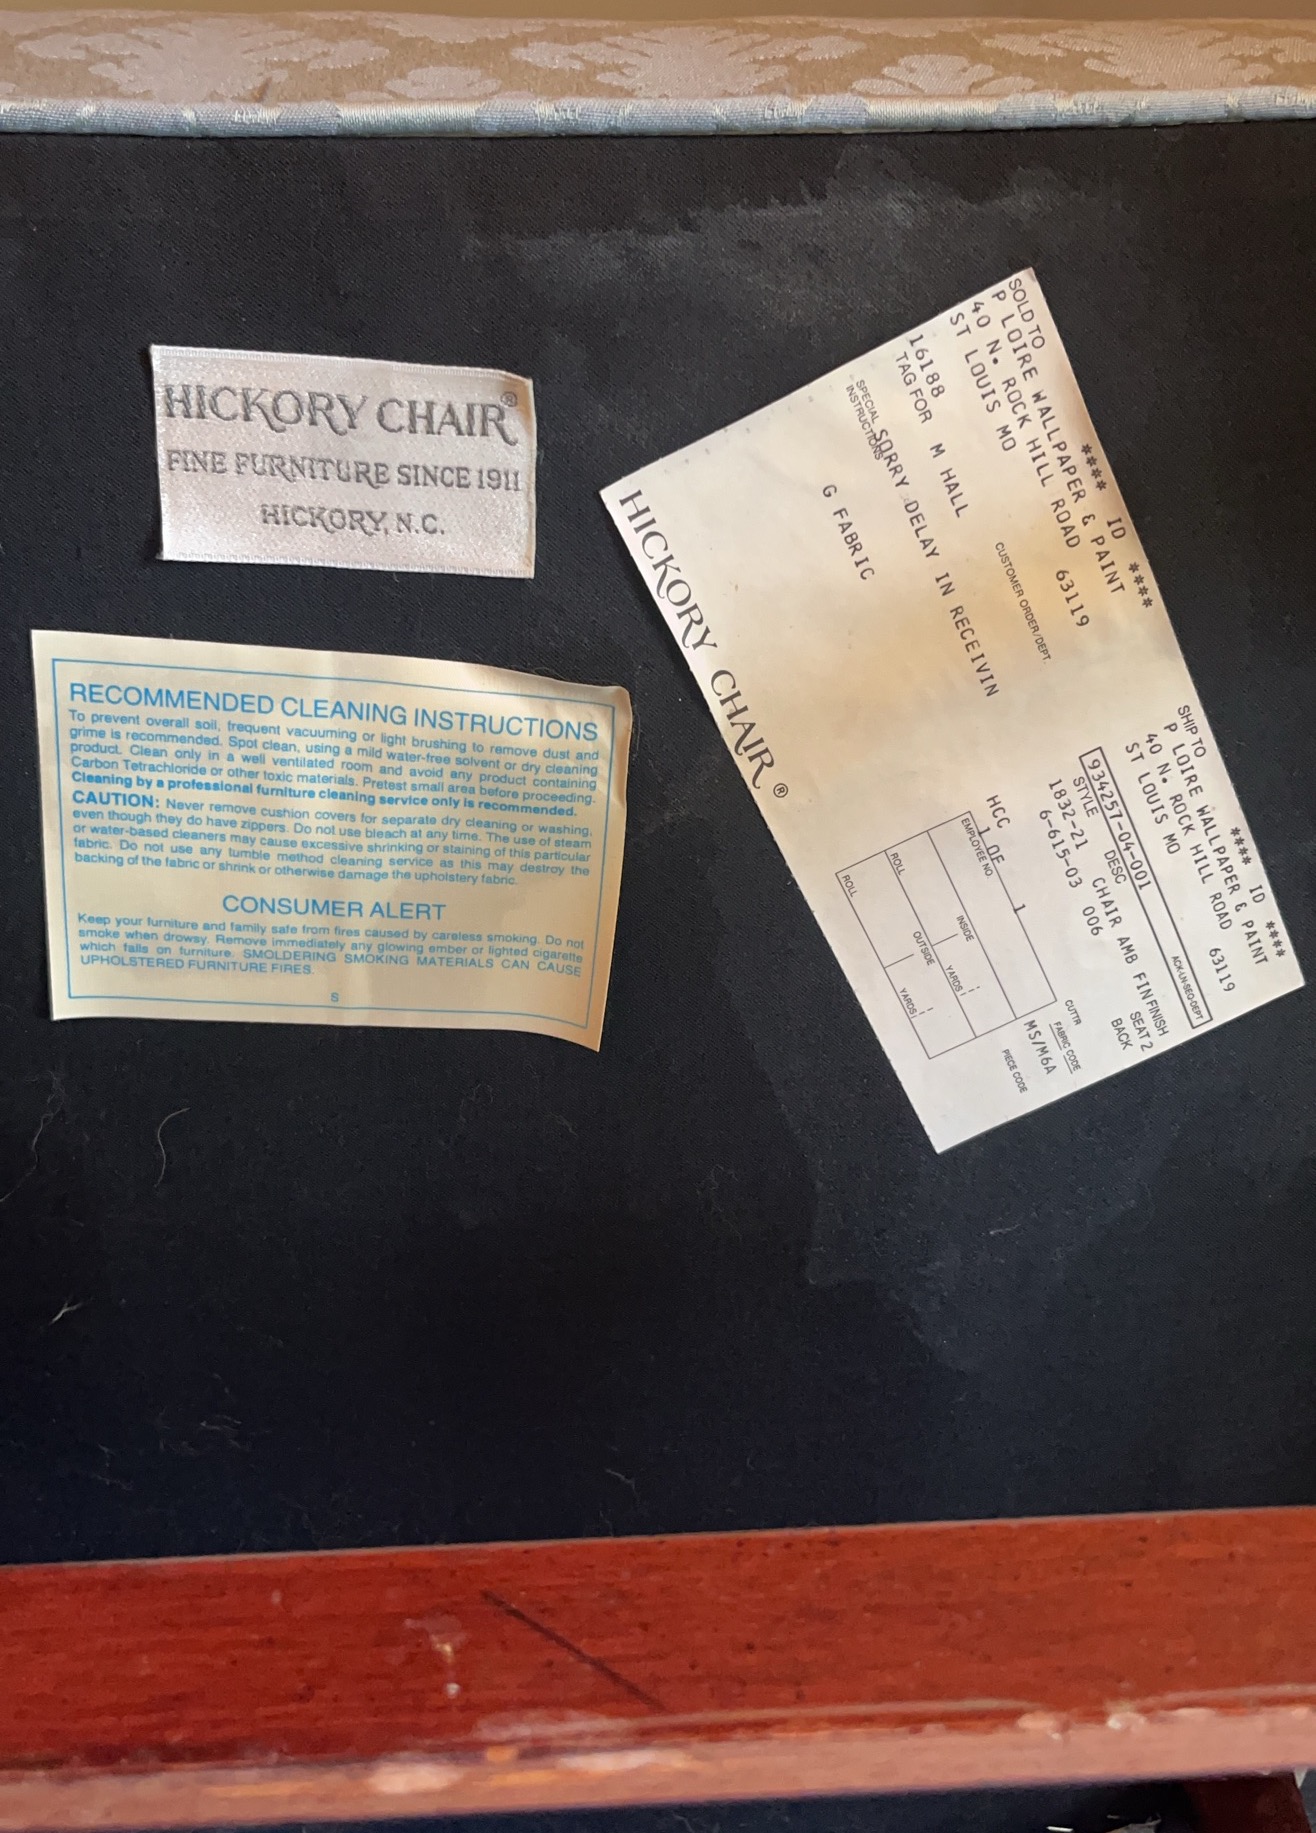 HICKORY CHAIR®
FINE FURNITURE SINCE 1911
HICKORY, N.C.
RECOMMENDED CLEANING INSTRUCTIONS
To prevent overall soil, frequent vacuuming or light brushing to remove dust and
grime is recommended. Spot clean, using a mild water-free solvent or dry cleaning
product. Clean only in a well ventilated room and avoid any product containing
Carbon Tetrachloride or other toxic materials. Pretest small area before proceeding.
Cleaning by a professional furniture cleaning service only is recommended.
CAUTION: Never remove cushion covers for separate dry cleaning or washing,
even though they do have zippers. Do not use bleach at any time. The use of steam
or water-based cleaners may cause excessive shrinking or staining of this particular
fabric. Do not use any tumble method cleaning service as this may destroy the
backing of the fabric or shrink or otherwise damage the upholstery fabric.
CONSUMER ALERT
Keep your furniture and family safe from fires caused by careless smoking. Do not
smoke when drowsy. Remove immediately any glowing ember or lighted cigarette
which falls on furniture. SMOLDERING SMOKING MATERIALS CAN CAUSE
UPHOLSTERED FURNITURE FIRES.
S
**** ID ****
SOLD TO
P LOIRE WALLPAPER & PAINT
40 N. ROCK HILL ROAD 63119
ST LOUIS MO
CUSTOMER ORDER/DEPT.
16188 M HALL
TAG FOR
SPECIAL
INSTRUCTIONS
SORRY DELAY IN RECEIVIN
G FABRIC
HICKORY CHAIR®
**** ID ****
SHIP TO
P LOIRE WALLPAPER & PAINT
40 N. ROCK HILL ROAD 63119
ST LOUIS MO
934257-04-001
ACK-LN-SEQ-DEPT
STYLE DESC
1832-21 CHAIR AMB FIN FINISH
6-615-03 006 SEAT 2
BACK
HCC
1 OF 1
EMPLOYEE NO.
CUTTR
FABRIC CODE
MS/M6A
PIECE CODE
ROLL INSIDE YARDS
ROLL OUTSIDE YARDS